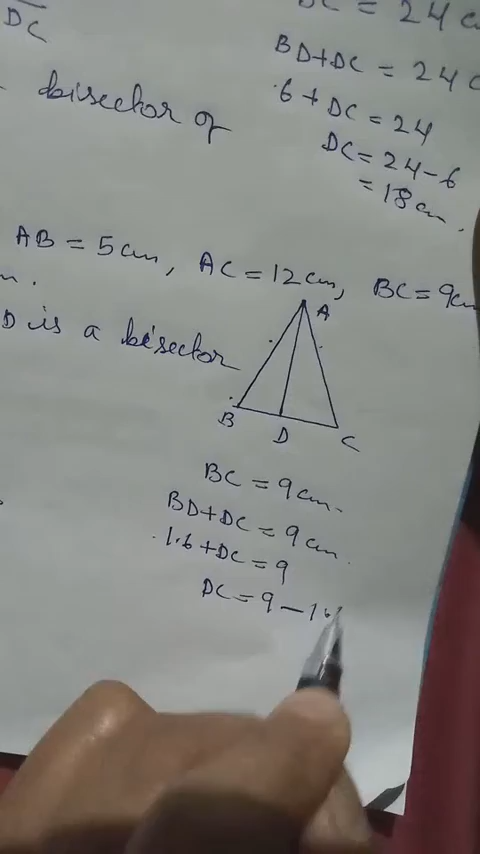 DC
BC = 24 c
BD+DC = 24 c
.6 + DC = 24
bisector of
DC = 24-6
= 18 cm.
AB = 5 cm, AC = 12 cm, BC = 9 cm
m.
D is a bisector
A
B
D
C
BC = 9 cm.
BD+DC = 9 cm.
.1.6+DC = 9
DC = 9 - 1.